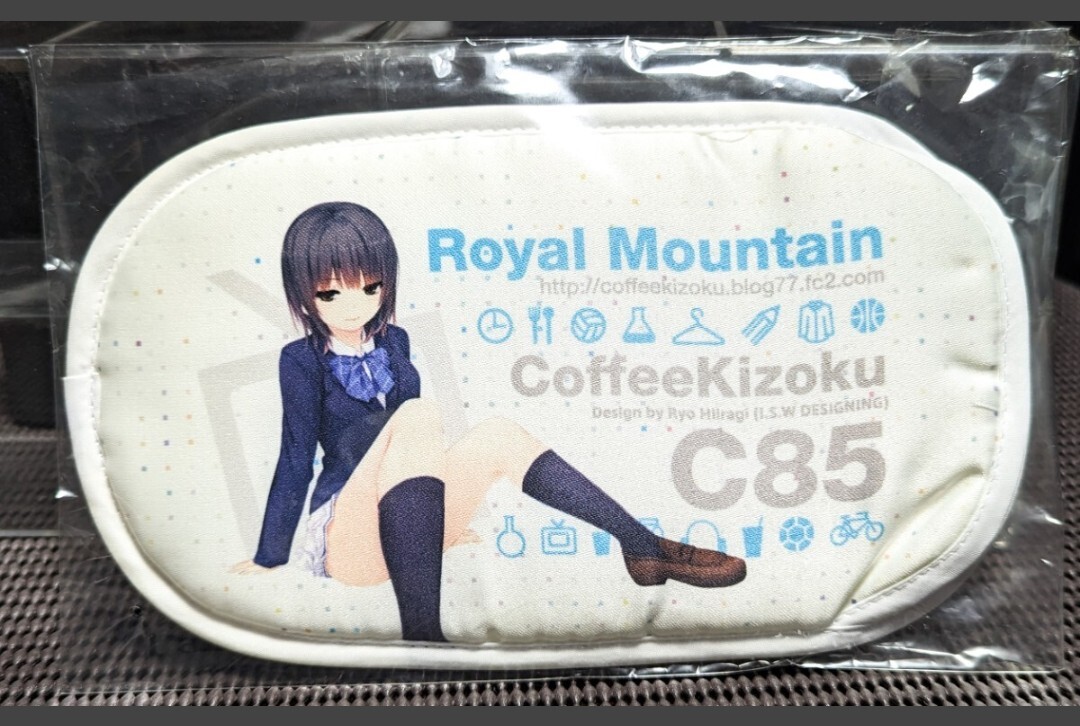 Royal Mountain
http://coffeekizoku.blog77.fc2.com
CoffeeKizoku
Design by Ryo Hiiragi (I.S.W DESIGNING)
C85